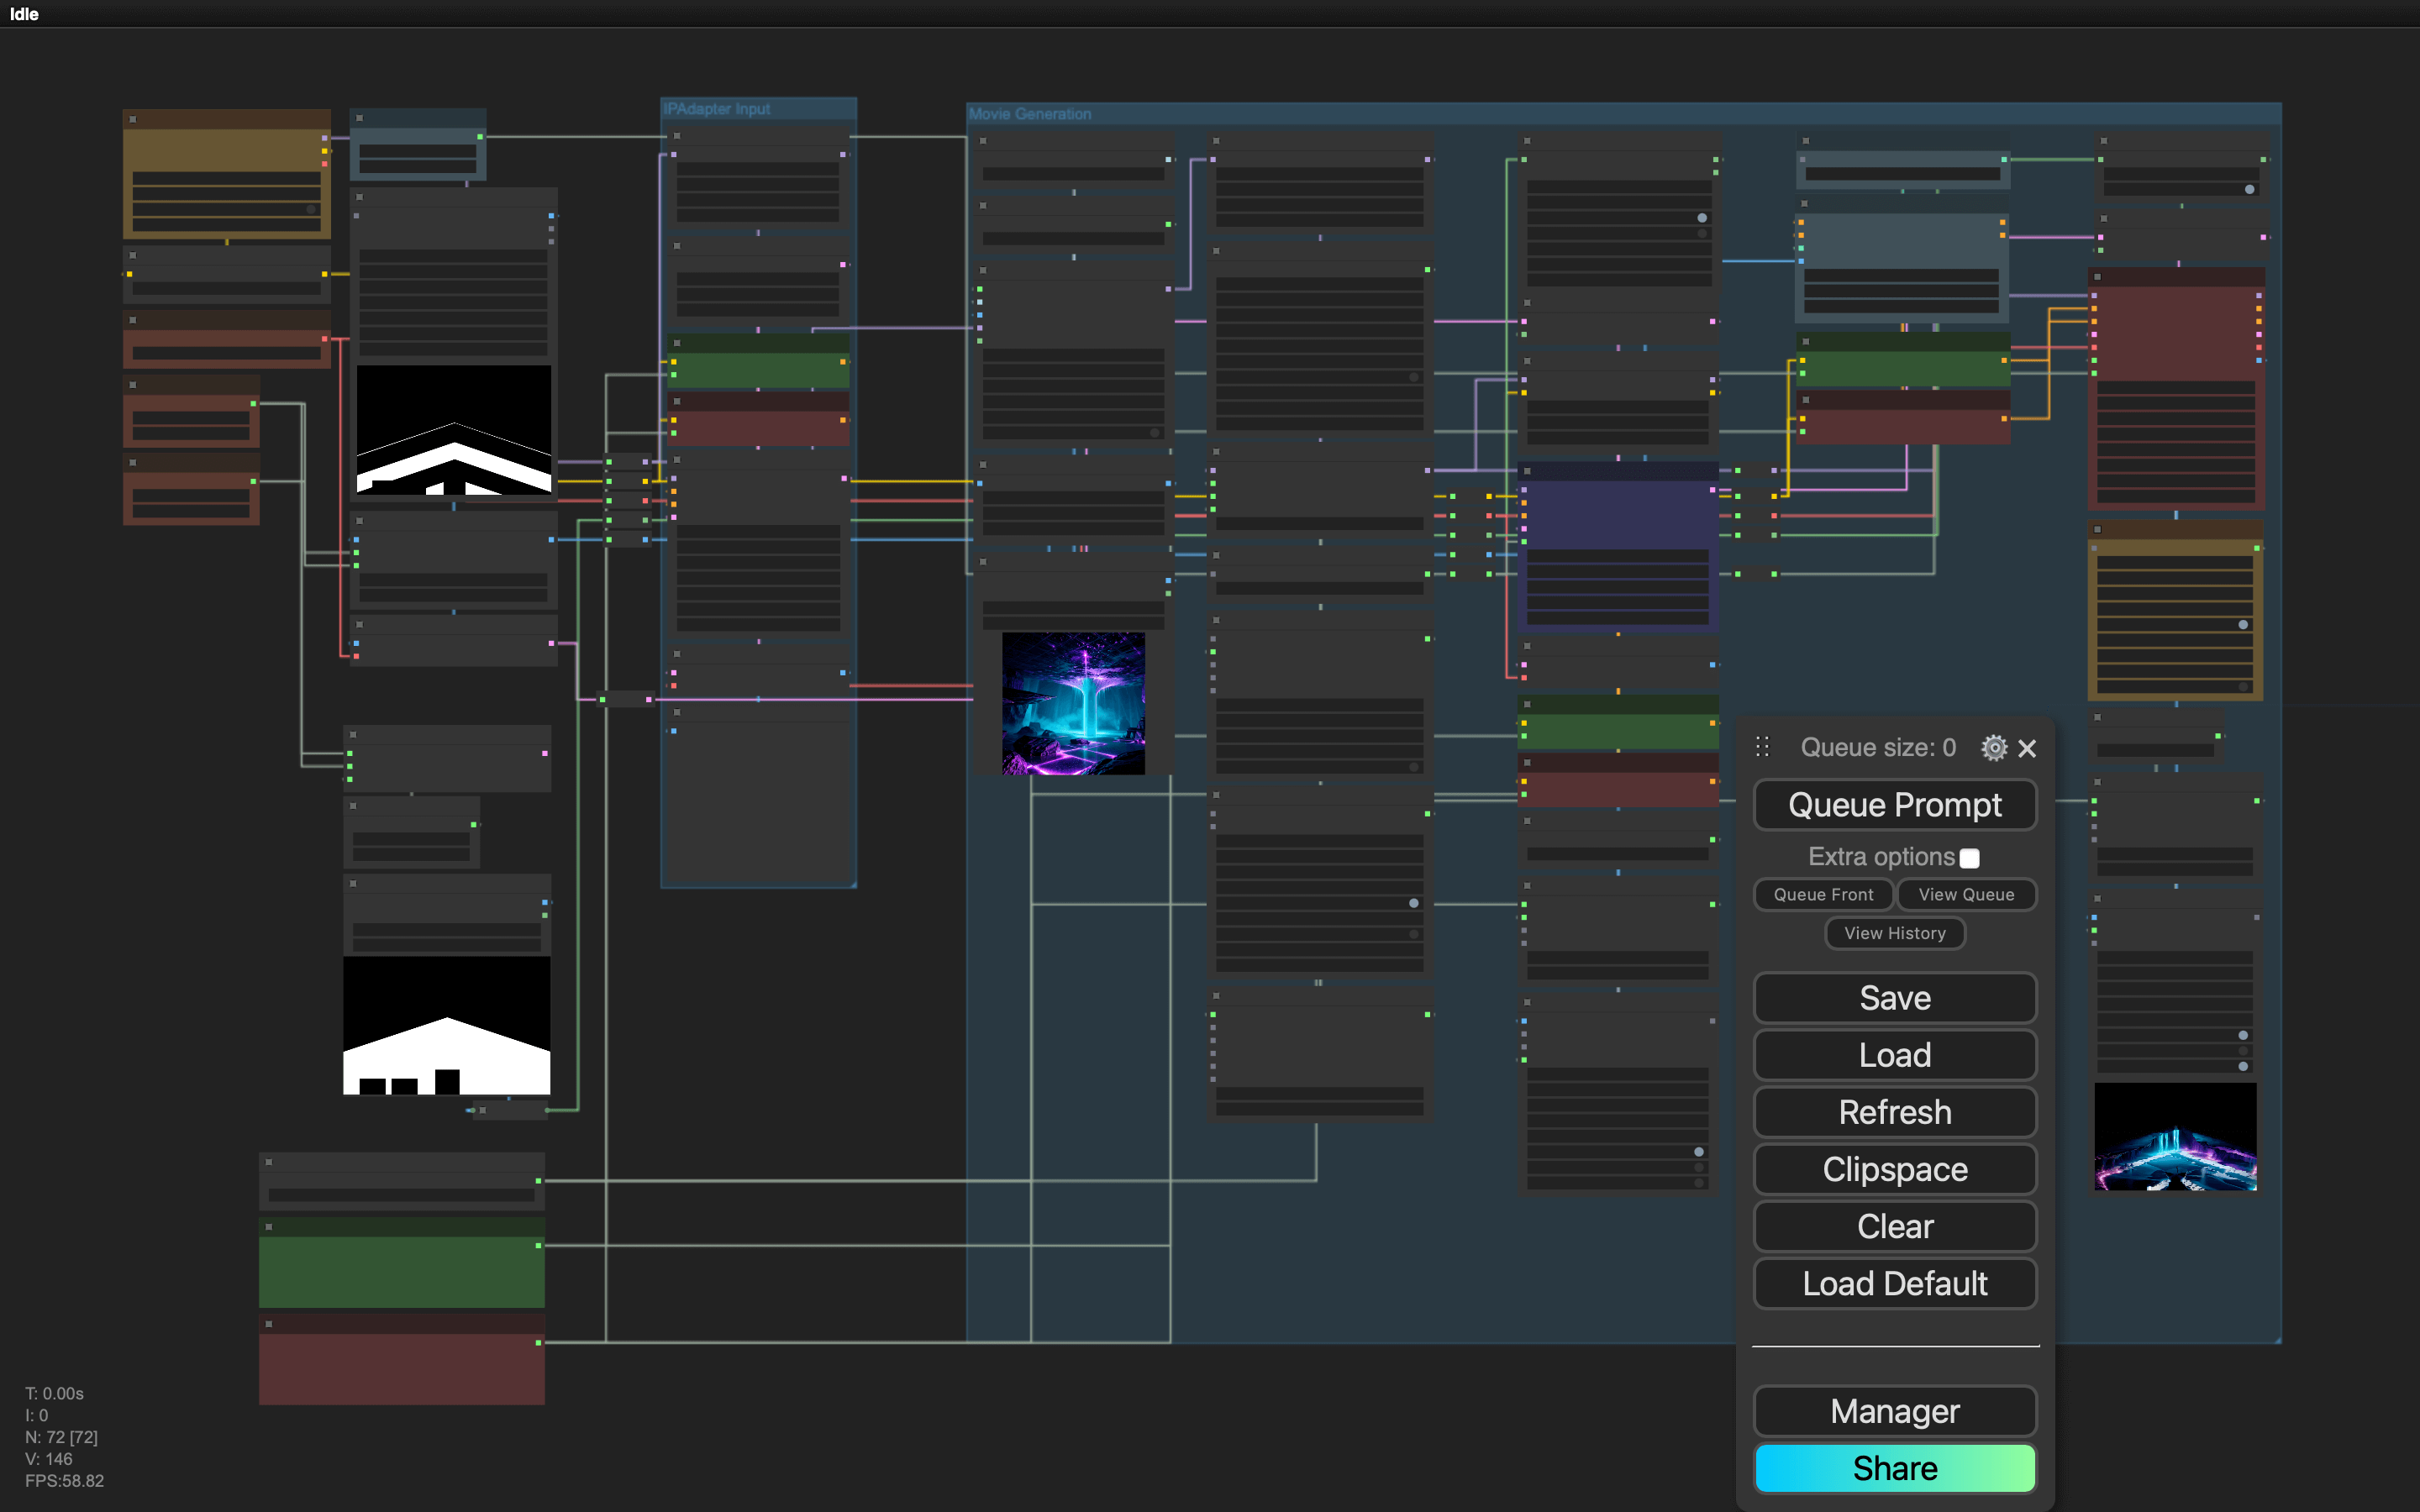 Idle
IPAdapter Input
Movie Generation
Queue size: 0
Queue Prompt
Extra options
Queue Front
View Queue
View History
Save
Load
Refresh
Clipspace
Clear
Load Default
Manager
Share
T: 0.00s
I: 0
N: 72 [72]
V: 146
FPS:58.82